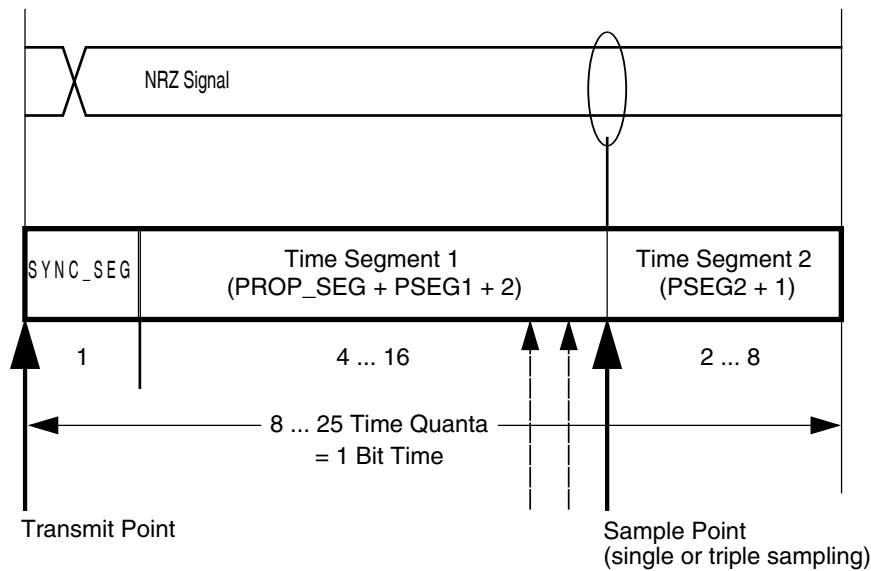 NRZ Signal
SYNC_SEG
Time Segment 1
(PROP_SEG + PSEG1 + 2)
Time Segment 2
(PSEG2 + 1)
1
4 ... 16
2 ... 8
8 ... 25 Time Quanta
= 1 Bit Time
Transmit Point
Sample Point
(single or triple sampling)